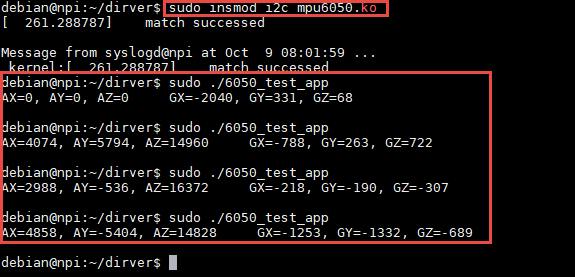 debian@npi:~/dirver$ sudo insmod i2c_mpu6050.ko
[  261.288787]    match successed
Message from syslogd@npi at Oct  9 08:01:59 ...
 kernel:[  261.288787]    match successed
debian@npi:~/dirver$ sudo ./6050_test_app
AX=0, AY=0, AZ=0     GX=-2040, GY=331, GZ=68
debian@npi:~/dirver$ sudo ./6050_test_app
AX=4074, AY=5794, AZ=14960     GX=-788, GY=263, GZ=722
debian@npi:~/dirver$ sudo ./6050_test_app
AX=2988, AY=-536, AZ=16372     GX=-218, GY=-190, GZ=-307
debian@npi:~/dirver$ sudo ./6050_test_app
AX=4858, AY=-5404, AZ=14828     GX=-1253, GY=-1332, GZ=-689
debian@npi:~/dirver$